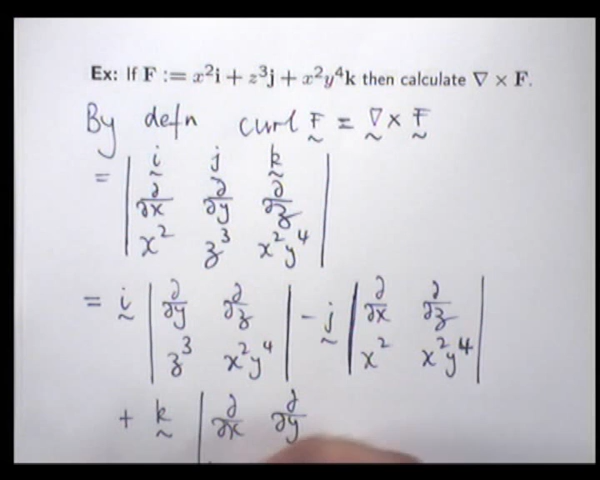 Ex: If F := x²i + z³j + x²y⁴k then calculate ∇ × F.
By defn curl F = ∇ × F
= | i j k |
| ∂/∂x ∂/∂y ∂/∂z |
| x² z³ x²y⁴ |
= i | ∂/∂y ∂/∂z | - j | ∂/∂x ∂/∂z |
| z³ x²y⁴ | | x² x²y⁴ |
+ k | ∂/∂x ∂/∂y